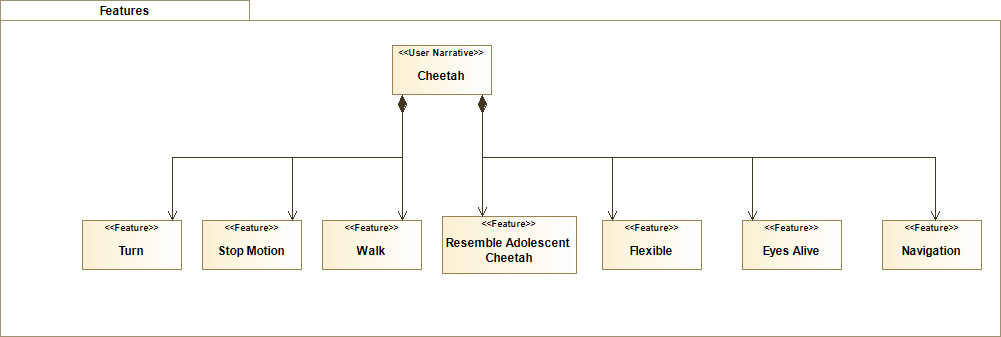 Features
<<User Narrative>>
Cheetah
<<Feature>>
Turn
<<Feature>>
Stop Motion
<<Feature>>
Walk
<<Feature>>
Resemble Adolescent
Cheetah
<<Feature>>
Flexible
<<Feature>>
Eyes Alive
<<Feature>>
Navigation